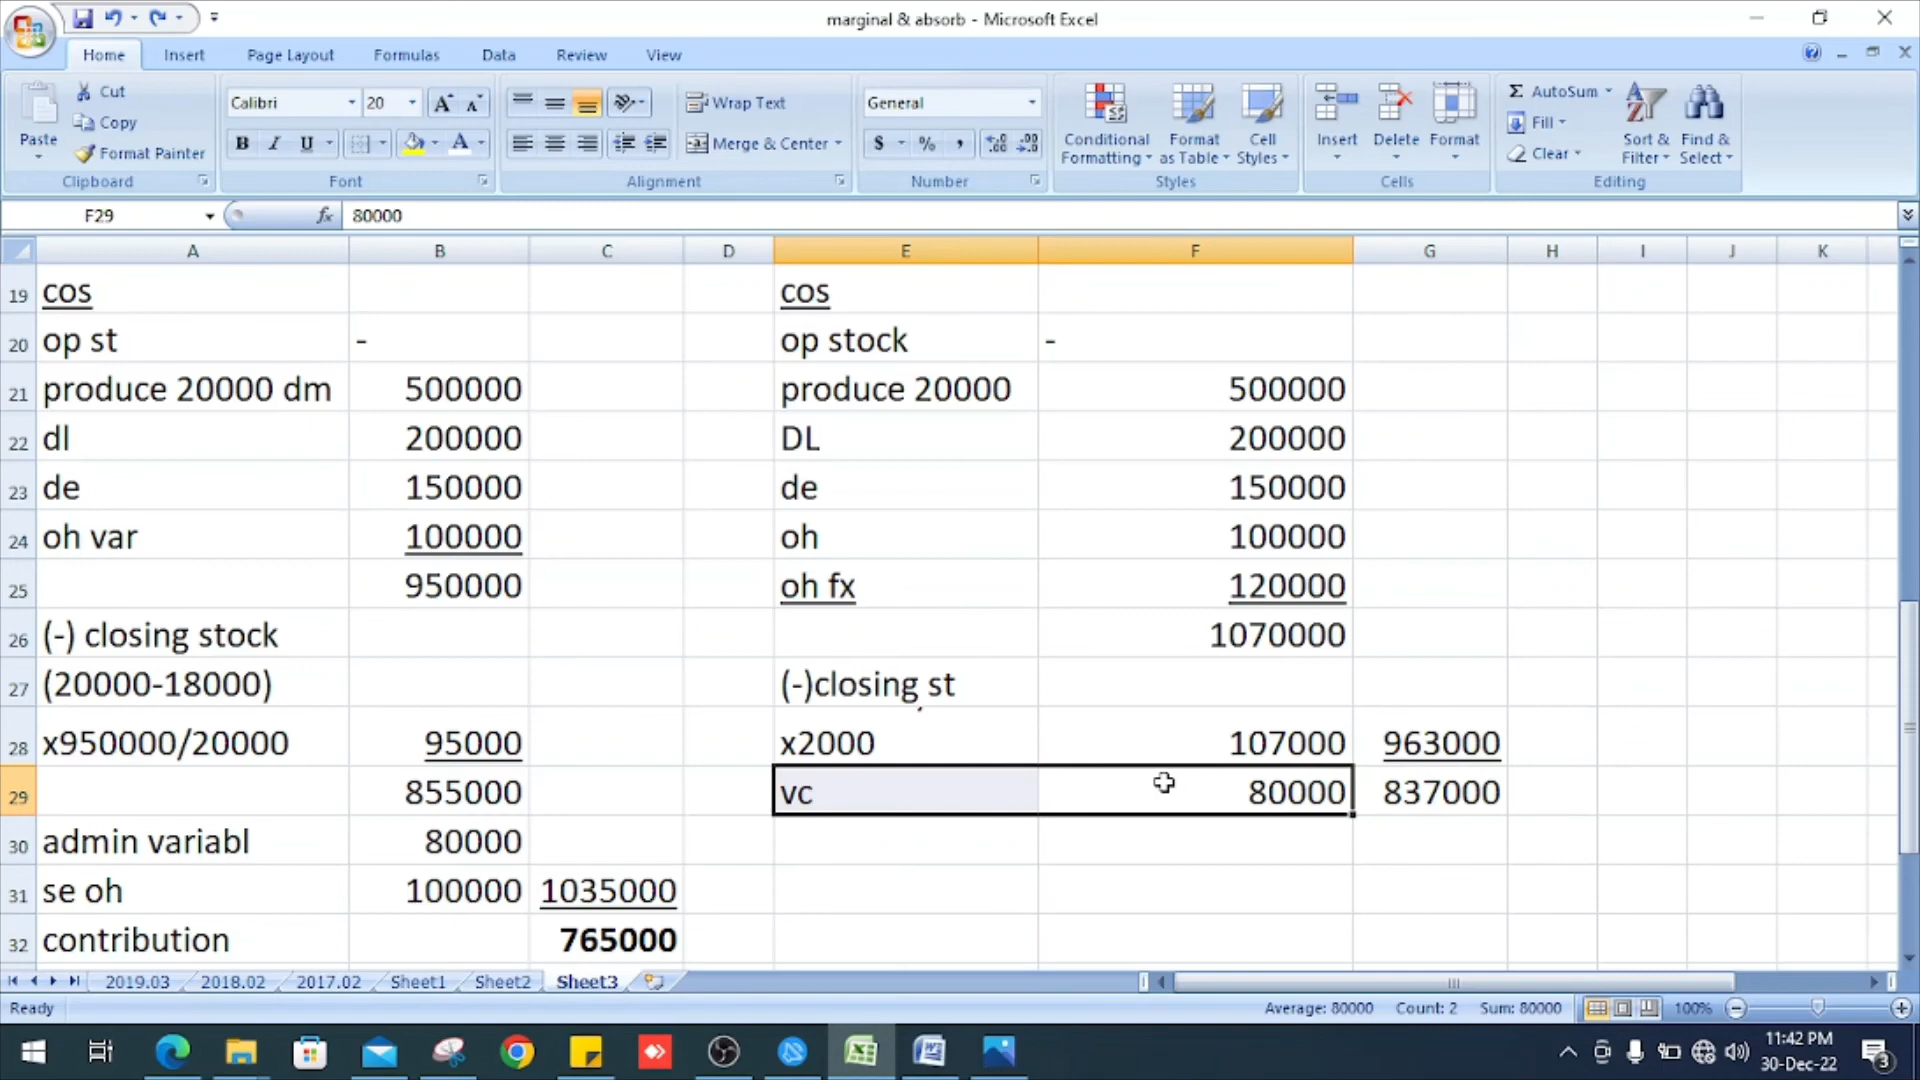 marginal & absorb - Microsoft Excel
Home Insert Page Layout Formulas Data Review View
Paste
Cut
Copy
Format Painter
Clipboard
Calibri 20
B I U
Font
Wrap Text
Merge & Center
Alignment
General
$ % ,
Number
Conditional Formatting
Format as Table
Cell Styles
Styles
Insert Delete Format
Cells
Σ AutoSum
Fill
Clear
Sort & Filter
Find & Select
Editing
F29 fx 80000
A B C D E F G H I J K
19 cos cos
20 op st - op stock -
21 produce 20000 dm 500000 produce 20000 500000
22 dl 200000 DL 200000
23 de 150000 de 150000
24 oh var 100000 oh 100000
25 950000 oh fx 120000
26 (-) closing stock 1070000
27 (20000-18000) (-)closing st
28 x950000/20000 95000 x2000 107000 963000
29 855000 vc 80000 837000
30 admin variabl 80000
31 se oh 100000 1035000
32 contribution 765000
2019.03 2018.02 2017.02 Sheet1 Sheet2 Sheet3
Ready Average: 80000 Count: 2 Sum: 80000 100%
11:42 PM
30-Dec-22
3